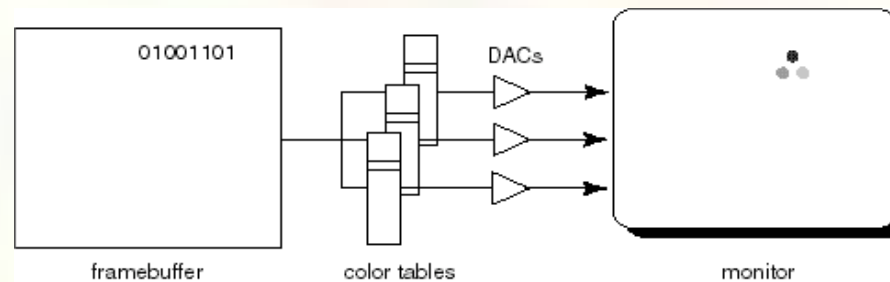 01001101
DACs
framebuffer
color tables
monitor